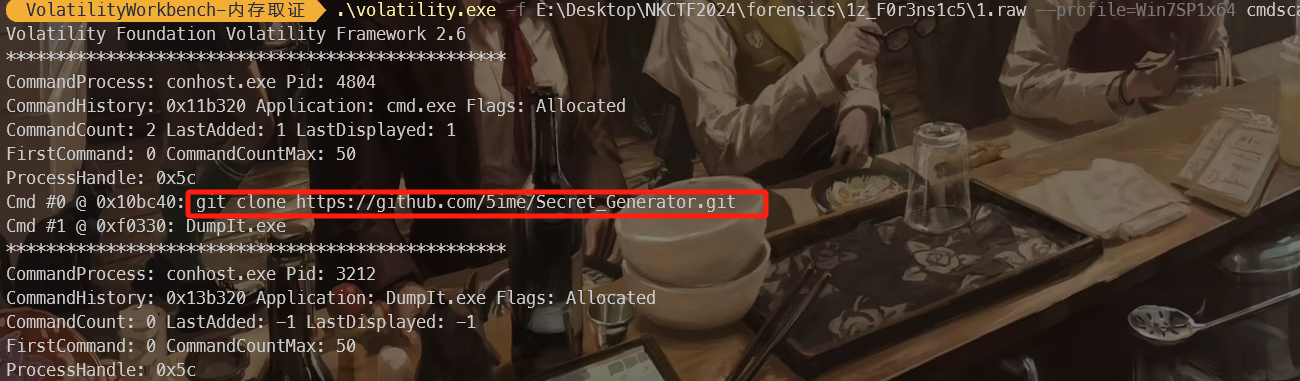 VolatilityWorkbench-内存取证 .\volatility.exe -f E:\Desktop\NKCTF2024\forensics\1z_F0r3ns1c5\1.raw --profile=Win7SP1x64 cmdsca
Volatility Foundation Volatility Framework 2.6
**************************************************
CommandProcess: conhost.exe Pid: 4804
CommandHistory: 0x11b320 Application: cmd.exe Flags: Allocated
CommandCount: 2 LastAdded: 1 LastDisplayed: 1
FirstCommand: 0 CommandCountMax: 50
ProcessHandle: 0x5c
Cmd #0 @ 0x10bc40: git clone https://github.com/5ime/Secret_Generator.git
Cmd #1 @ 0xf0330: DumpIt.exe
**************************************************
CommandProcess: conhost.exe Pid: 3212
CommandHistory: 0x13b320 Application: DumpIt.exe Flags: Allocated
CommandCount: 0 LastAdded: -1 LastDisplayed: -1
FirstCommand: 0 CommandCountMax: 50
ProcessHandle: 0x5c